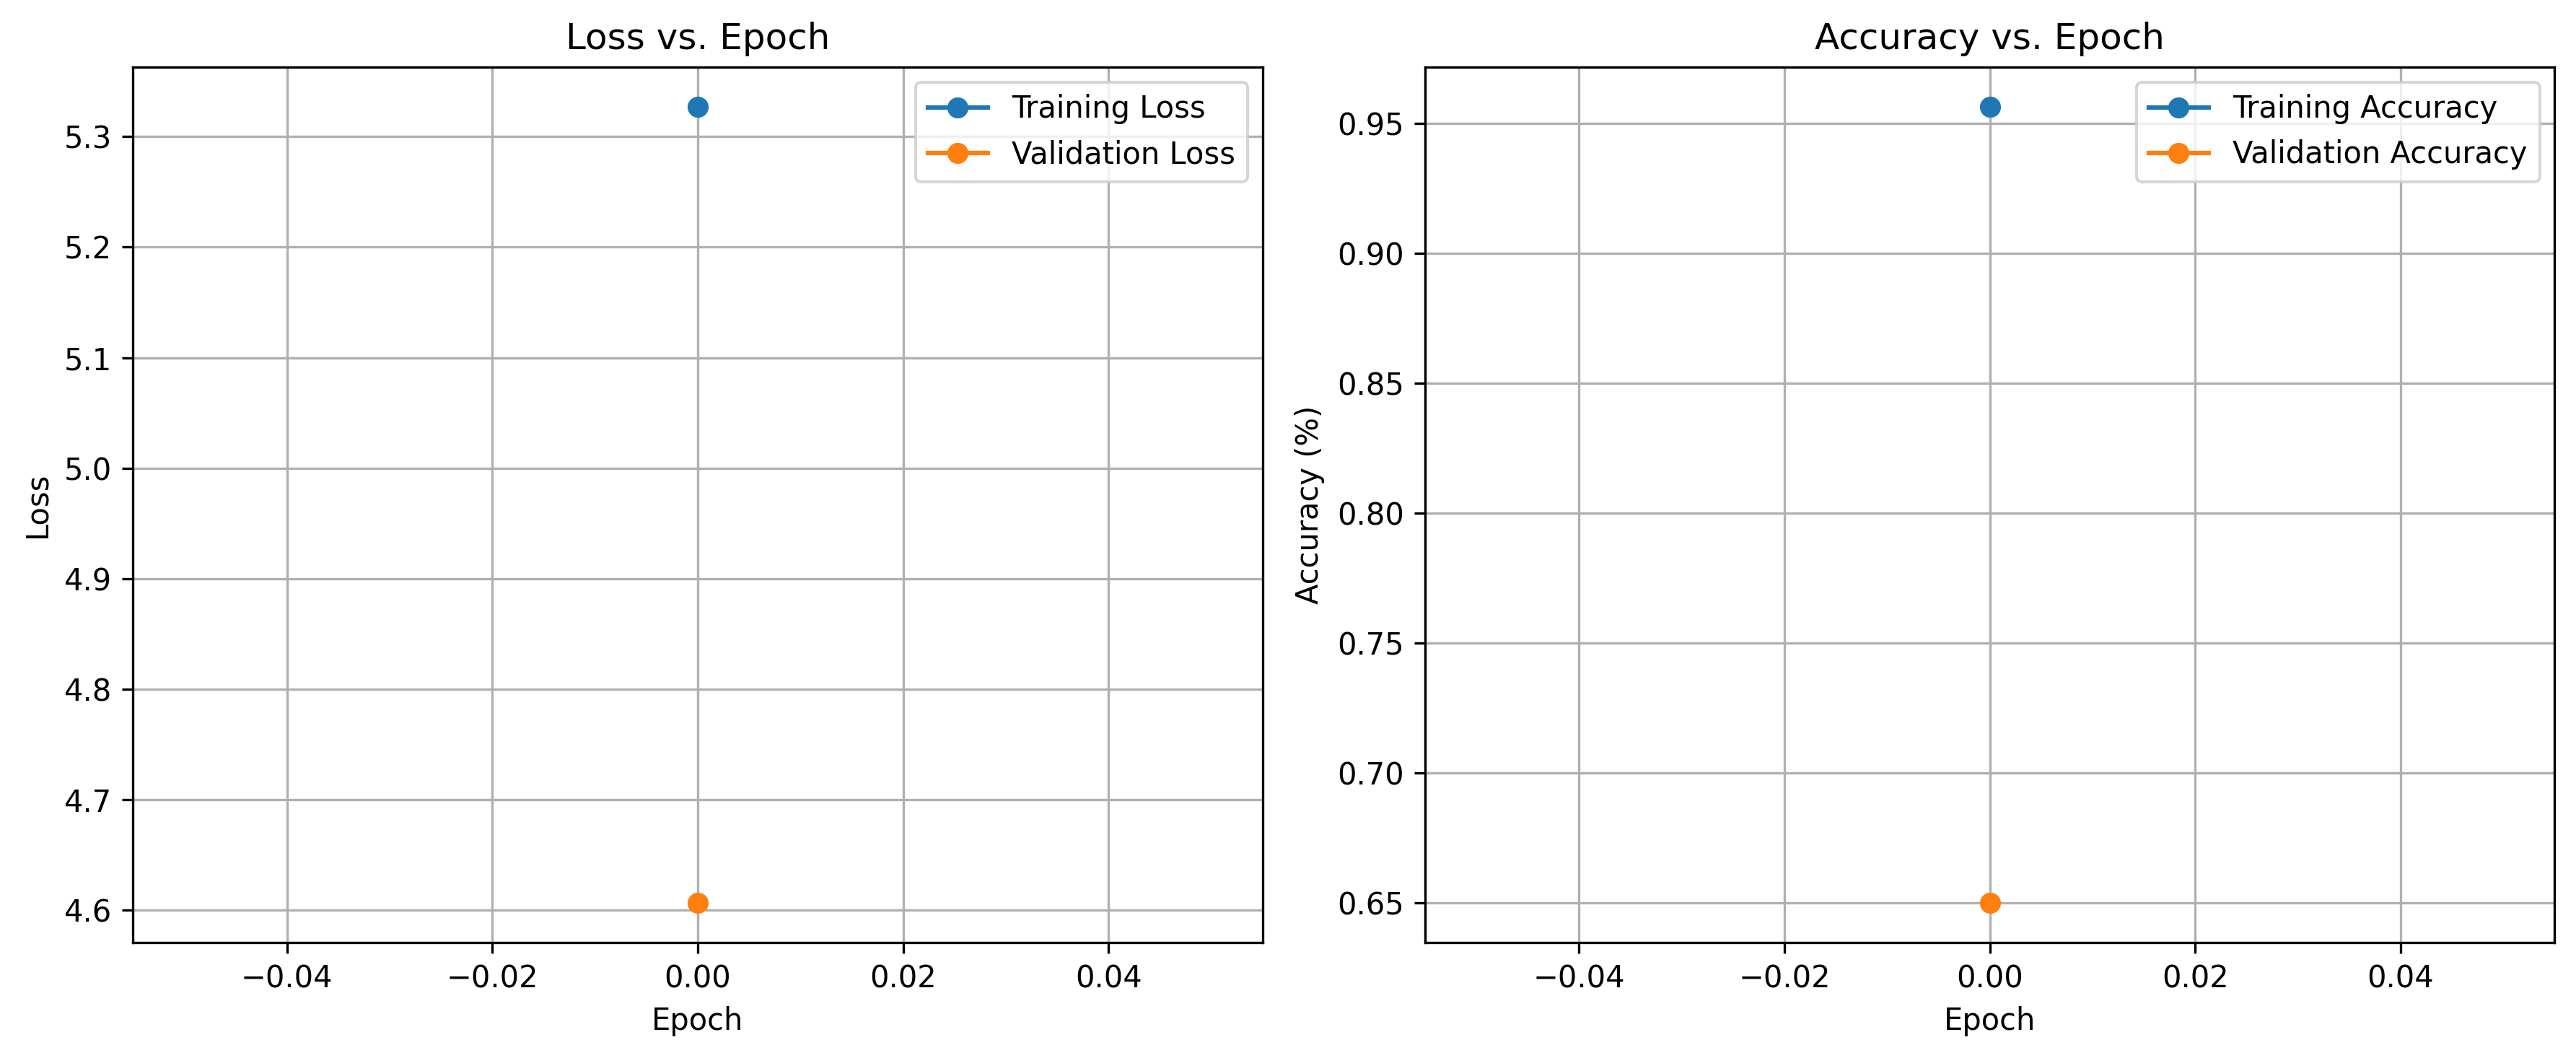 Loss vs. Epoch
Training Loss
Validation Loss
5.3
5.2
5.1
5.0
4.9
4.8
4.7
4.6
Loss
−0.04 −0.02 0.00 0.02 0.04
Epoch
Accuracy vs. Epoch
Training Accuracy
Validation Accuracy
0.95
0.90
0.85
0.80
0.75
0.70
0.65
Accuracy (%)
−0.04 −0.02 0.00 0.02 0.04
Epoch